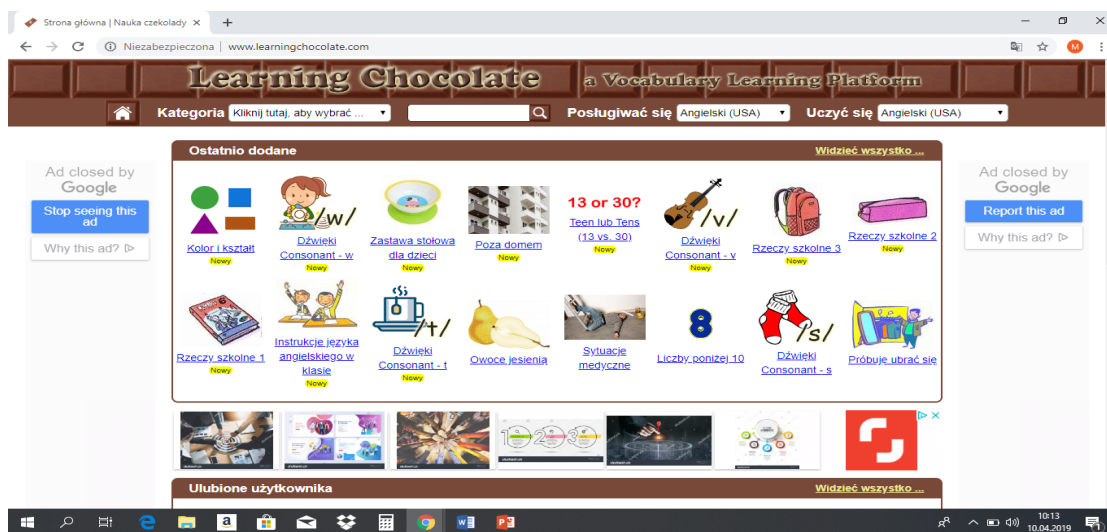 Strona główna | Nauka czekolady
Niezabezpieczona | www.learningchocolate.com
M
Learning Chocolate a Vocabulary Learning Platform
Kategoria Kliknij tutaj, aby wybrać ... Posługiwać się Angielski (USA) Uczyć się Angielski (USA)
Ostatnio dodane Widzieć wszystko ...
Ad closed by
Google
Stop seeing this
ad
Why this ad?
Kolor i kształt
Nowy
/w/
Dźwięki
Consonant - w
Nowy
Zastawa stołowa
dla dzieci
Nowy
Poza domem
Nowy
13 or 30?
Teen lub Tens
(13 vs. 30)
Nowy
/v/
Dźwięki
Consonant - v
Nowy
Rzeczy szkolne 3
Nowy
Rzeczy szkolne 2
Nowy
Ad closed by
Google
Report this ad
Why this ad?
Rzeczy szkolne 1
Nowy
Instrukcje języka
angielskiego w
klasie
Nowy
/t/
Dźwięki
Consonant - t
Nowy
Owoce jesienią
Sytuacje
medyczne
8
Liczby poniżej 10
/s/
Dźwięki
Consonant - s
Próbuję ubrać się
1 2 3
Ulubione użytkownika Widzieć wszystko ...
10:13
10.04.2019